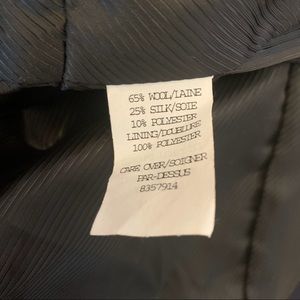 65% WOOL/LAINE
25% SILK/SOIE
10% POLYESTER
LINING/DOUBLURE
100% POLYESTER
CARE OVER/SOIGNER
PAR-DESSUS
8357914